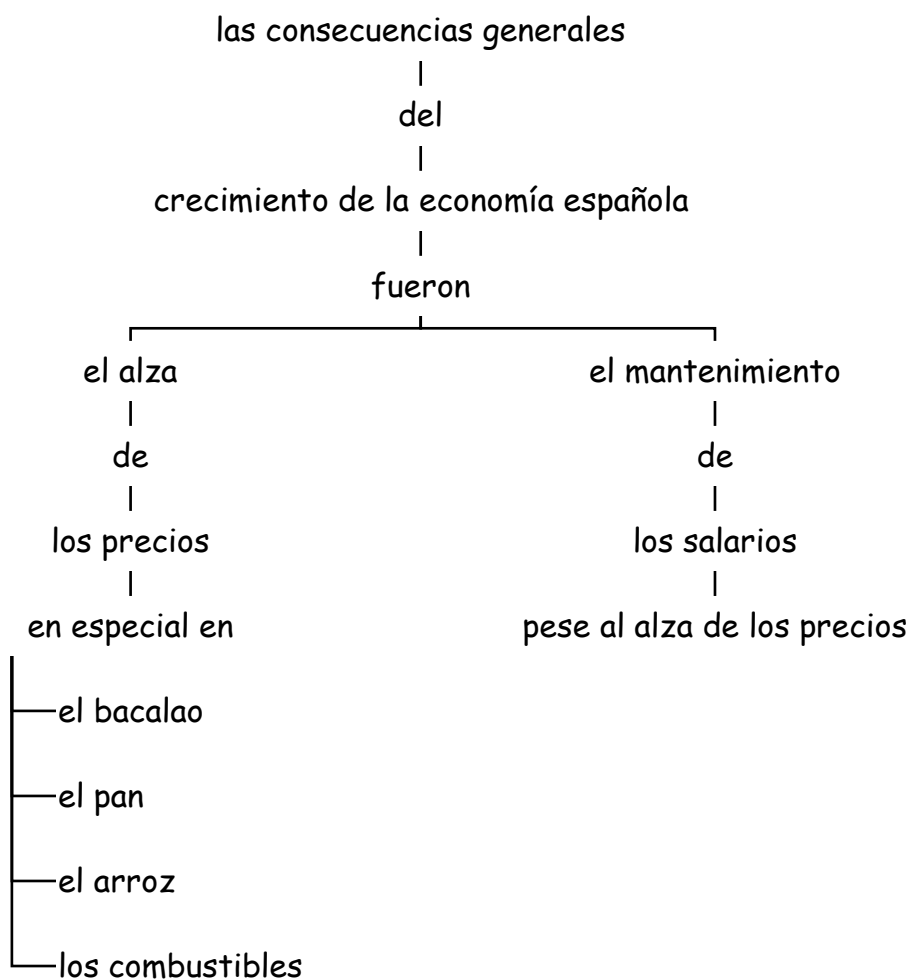 las consecuencias generales
del
crecimiento de la economía española
fueron
el alza
de
los precios
en especial en
el bacalao
el pan
el arroz
los combustibles
el mantenimiento
de
los salarios
pese al alza de los precios